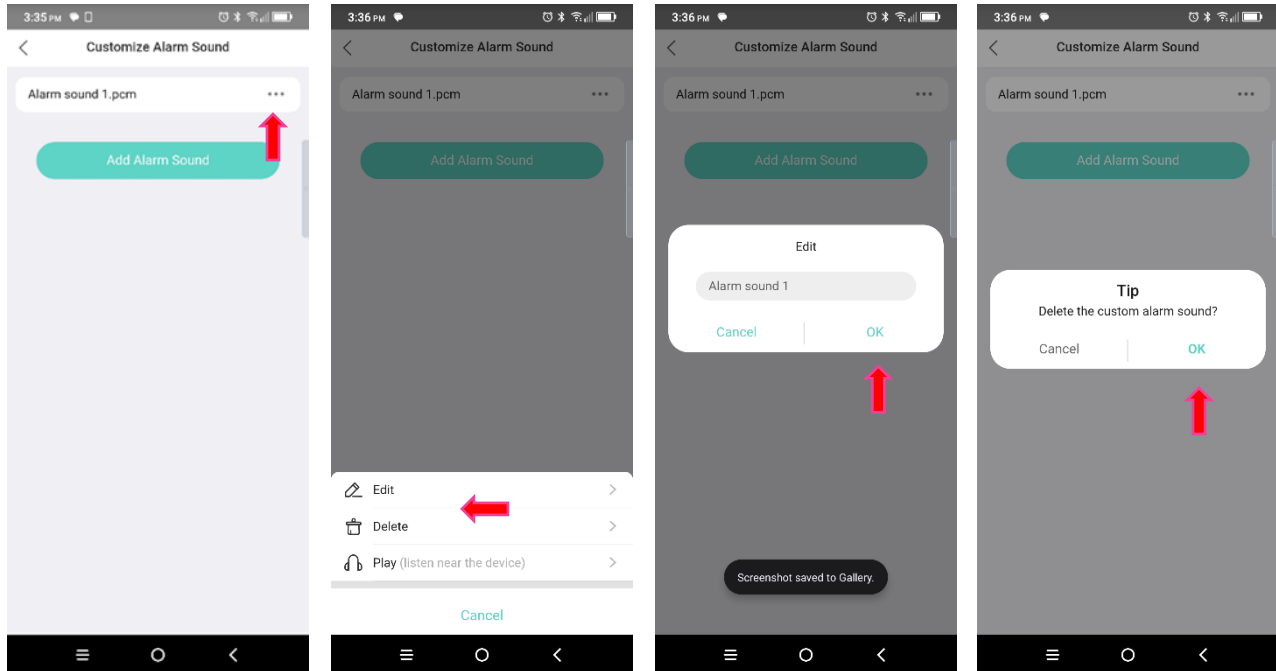 3:35 PM
Customize Alarm Sound
Alarm sound 1.pcm
Add Alarm Sound
3:36 PM
Customize Alarm Sound
Alarm sound 1.pcm
Add Alarm Sound
Edit
Delete
Play (listen near the device)
Cancel
3:36 PM
Customize Alarm Sound
Alarm sound 1.pcm
Add Alarm Sound
Edit
Alarm sound 1
Cancel OK
Screenshot saved to Gallery.
3:36 PM
Customize Alarm Sound
Alarm sound 1.pcm
Add Alarm Sound
Tip
Delete the custom alarm sound?
Cancel OK